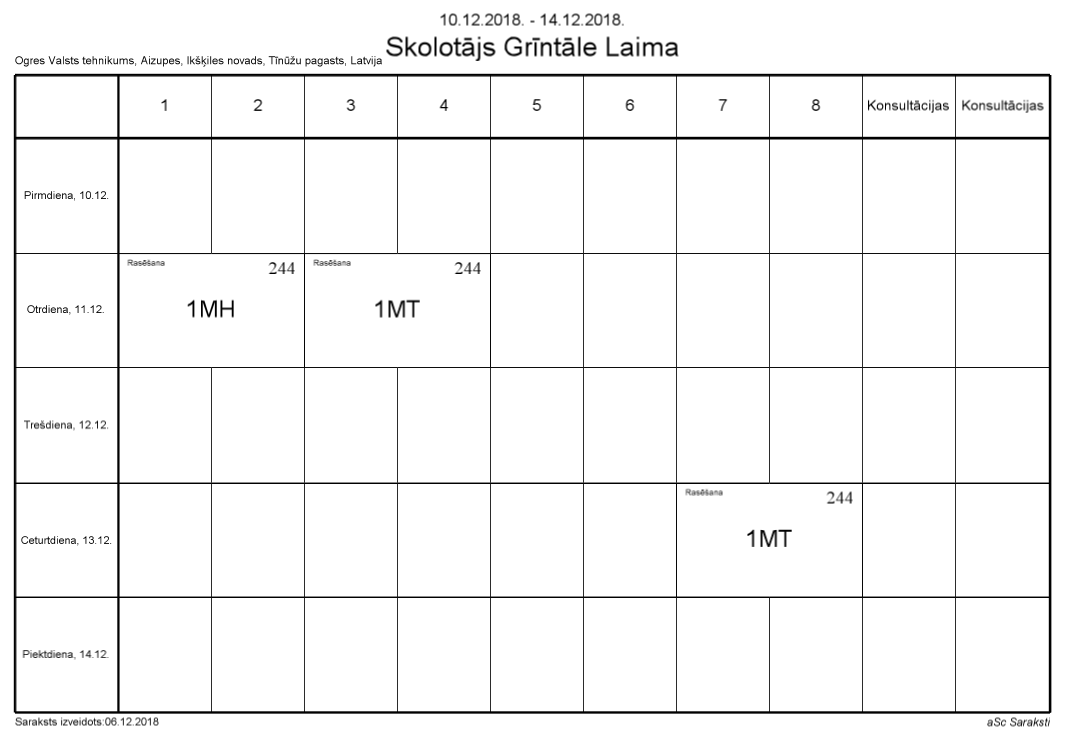 10.12.2018. - 14.12.2018.
Skolotājs Grīntāle Laima
Ogres Valsts tehnikums, Aizupes, Ikšķiles novads, Tīnūžu pagasts, Latvija
1 2 3 4 5 6 7 8 Konsultācijas Konsultācijas
Pirmdiena, 10.12.
Rasēšana 244 Rasēšana 244
Otrdiena, 11.12. 1MH 1MT
Trešdiena, 12.12.
Rasēšana 244
Ceturtdiena, 13.12. 1MT
Piektdiena, 14.12.
Saraksts izveidots:06.12.2018 aSc Saraksti